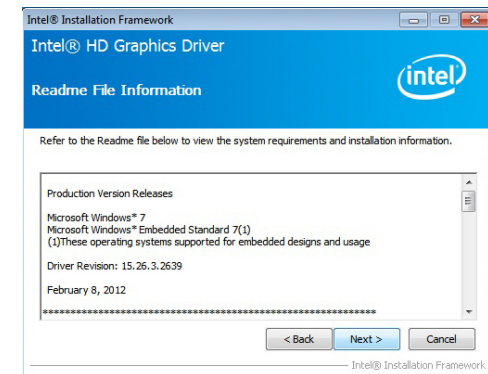 Intel® Installation Framework
Intel® HD Graphics Driver
Readme File Information
intel®
Refer to the Readme file below to view the system requirements and installation information.
Production Version Releases
Microsoft Windows* 7
Microsoft Windows* Embedded Standard 7(1)
(1)These operating systems supported for embedded designs and usage
Driver Revision: 15.26.3.2639
February 8, 2012
************************************************************
< Back Next > Cancel
Intel® Installation Framework